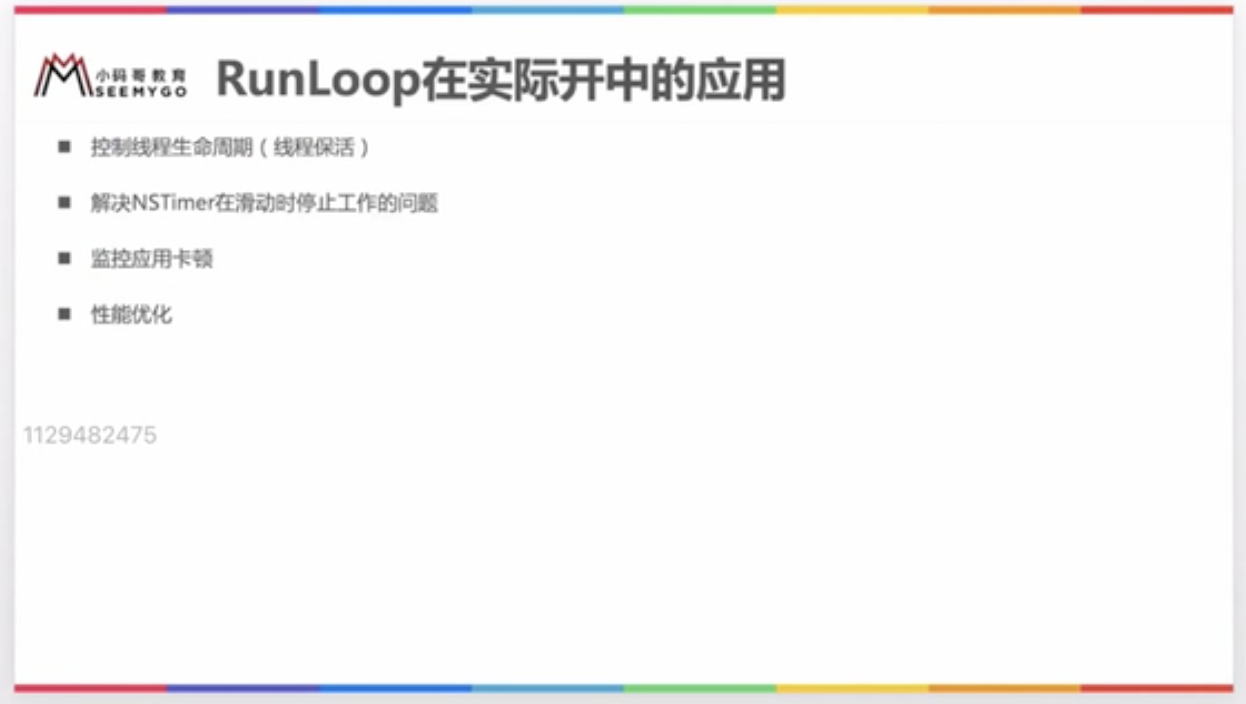 小码哥教育
SEEMYGO
RunLoop在实际开中的应用
■ 控制线程生命周期（线程保活）
■ 解决NSTimer在滑动时停止工作的问题
■ 监控应用卡顿
■ 性能优化
1129482475